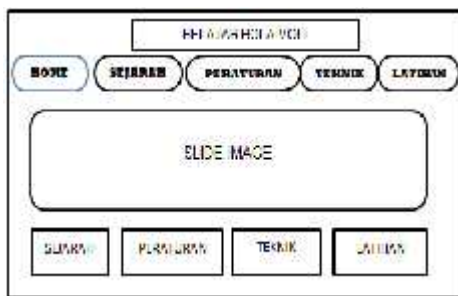 BELAJAR BOLA VOLI
HOME SEJARAH PERATURAN TEKNIK LATIHAN
SLIDE IMAGE
SEJARAH PERATURAN TEKNIK LATIHAN